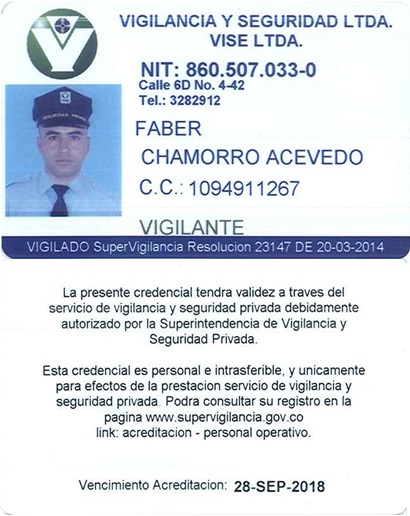 VIGILANCIA Y SEGURIDAD LTDA.
VISE LTDA.
NIT: 860.507.033-0
Calle 6D No. 4-42
Tel.: 3282912
FABER
CHAMORRO ACEVEDO
C.C.: 1094911267
VIGILANTE
VIGILADO SuperVigilancia Resolucion 23147 DE 20-03-2014
La presente credencial tendra validez a traves del
servicio de vigilancia y seguridad privada debidamente
autorizado por la Superintendencia de Vigilancia y
Seguridad Privada.
Esta credencial es personal e intrasferible, y unicamente
para efectos de la prestacion servicio de vigilancia y
seguridad privada. Podra consultar su registro en la
pagina www.supervigilancia.gov.co
link: acreditacion - personal operativo.
Vencimiento Acreditacion: 28-SEP-2018